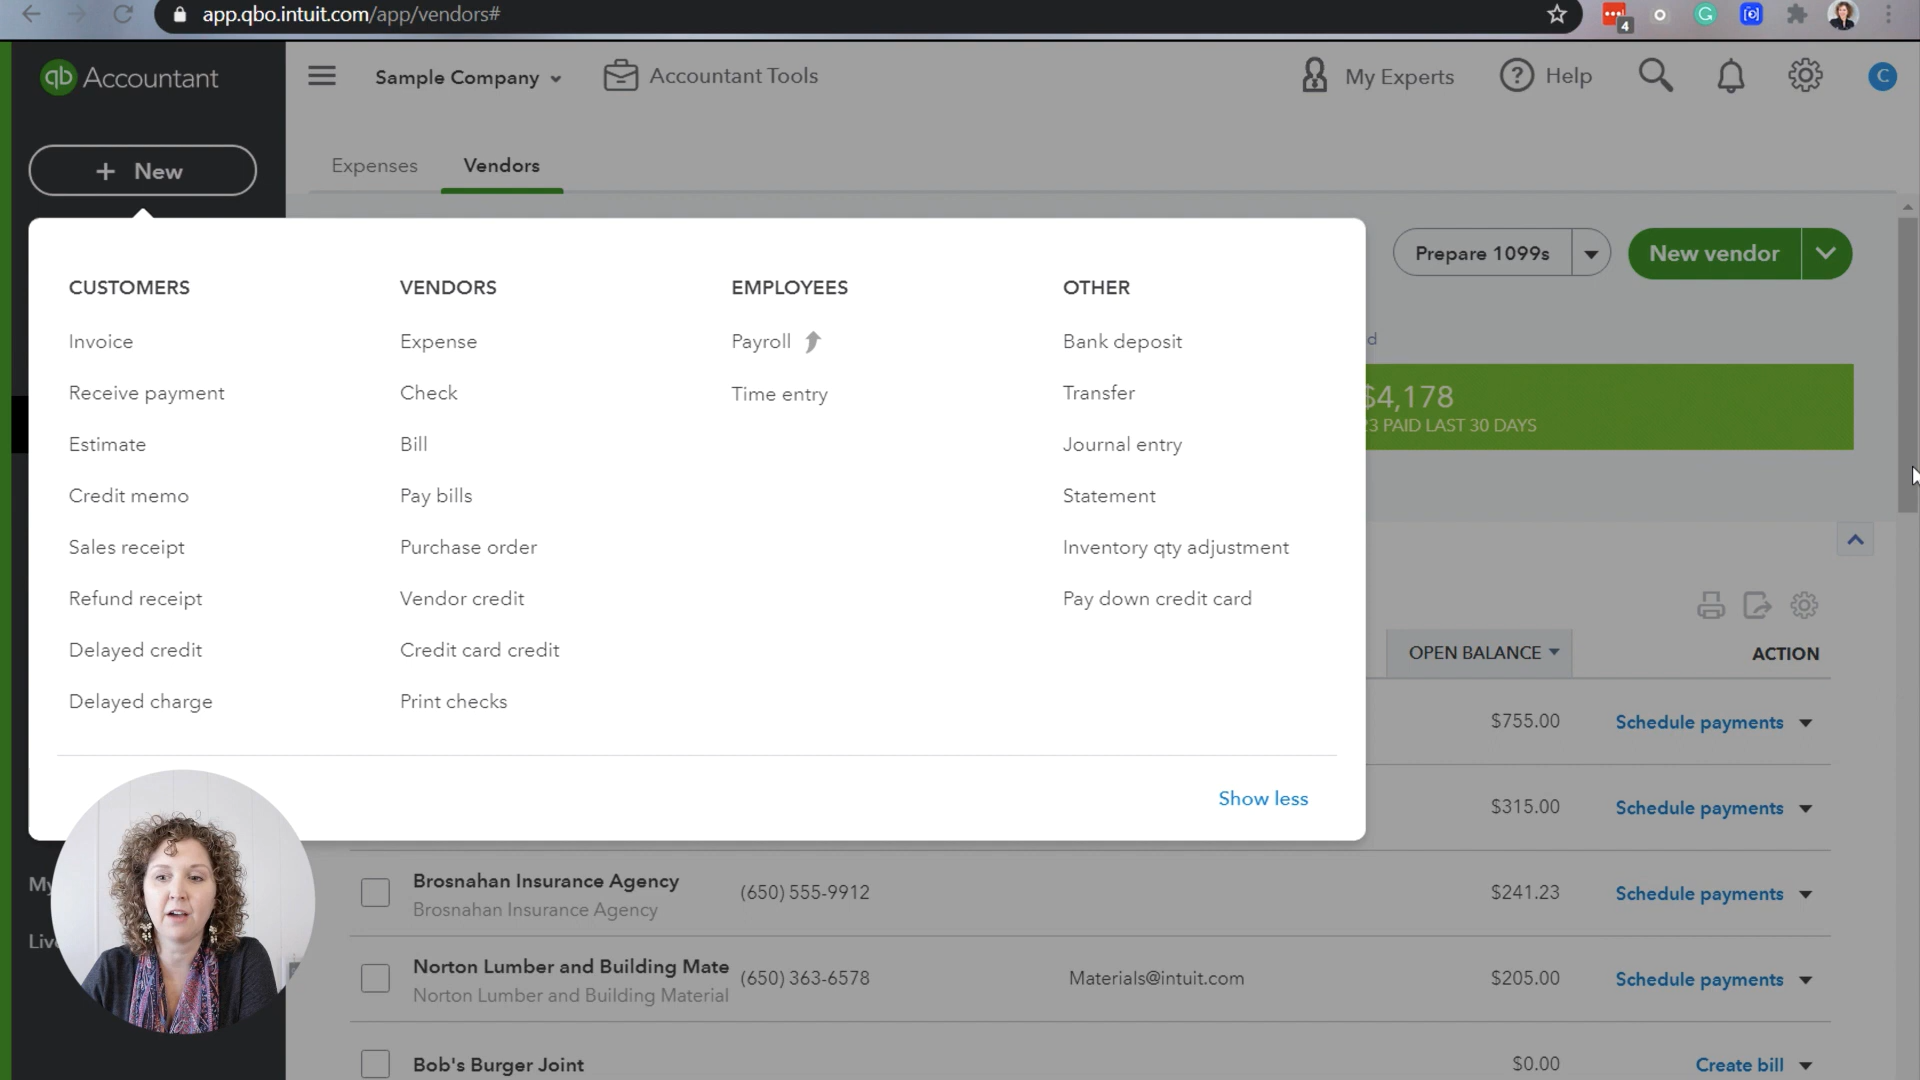 app.qbo.intuit.com/app/vendors#
4
qb Accountant
Sample Company
Accountant Tools
My Experts
Help
C
+ New
Expenses
Vendors
Prepare 1099s
New vendor
CUSTOMERS
Invoice
Receive payment
Estimate
Credit memo
Sales receipt
Refund receipt
Delayed credit
Delayed charge
VENDORS
Expense
Check
Bill
Pay bills
Purchase order
Vendor credit
Credit card credit
Print checks
EMPLOYEES
Payroll
Time entry
OTHER
Bank deposit
Transfer
Journal entry
Statement
Inventory qty adjustment
Pay down credit card
Show less
d
$4,178
23 PAID LAST 30 DAYS
OPEN BALANCE
ACTION
$755.00
Schedule payments
$315.00
Schedule payments
Brosnahan Insurance Agency
Brosnahan Insurance Agency
(650) 555-9912
$241.23
Schedule payments
Norton Lumber and Building Mate
Norton Lumber and Building Material
(650) 363-6578
Materials@intuit.com
$205.00
Schedule payments
Bob's Burger Joint
$0.00
Create bill
My
Liv